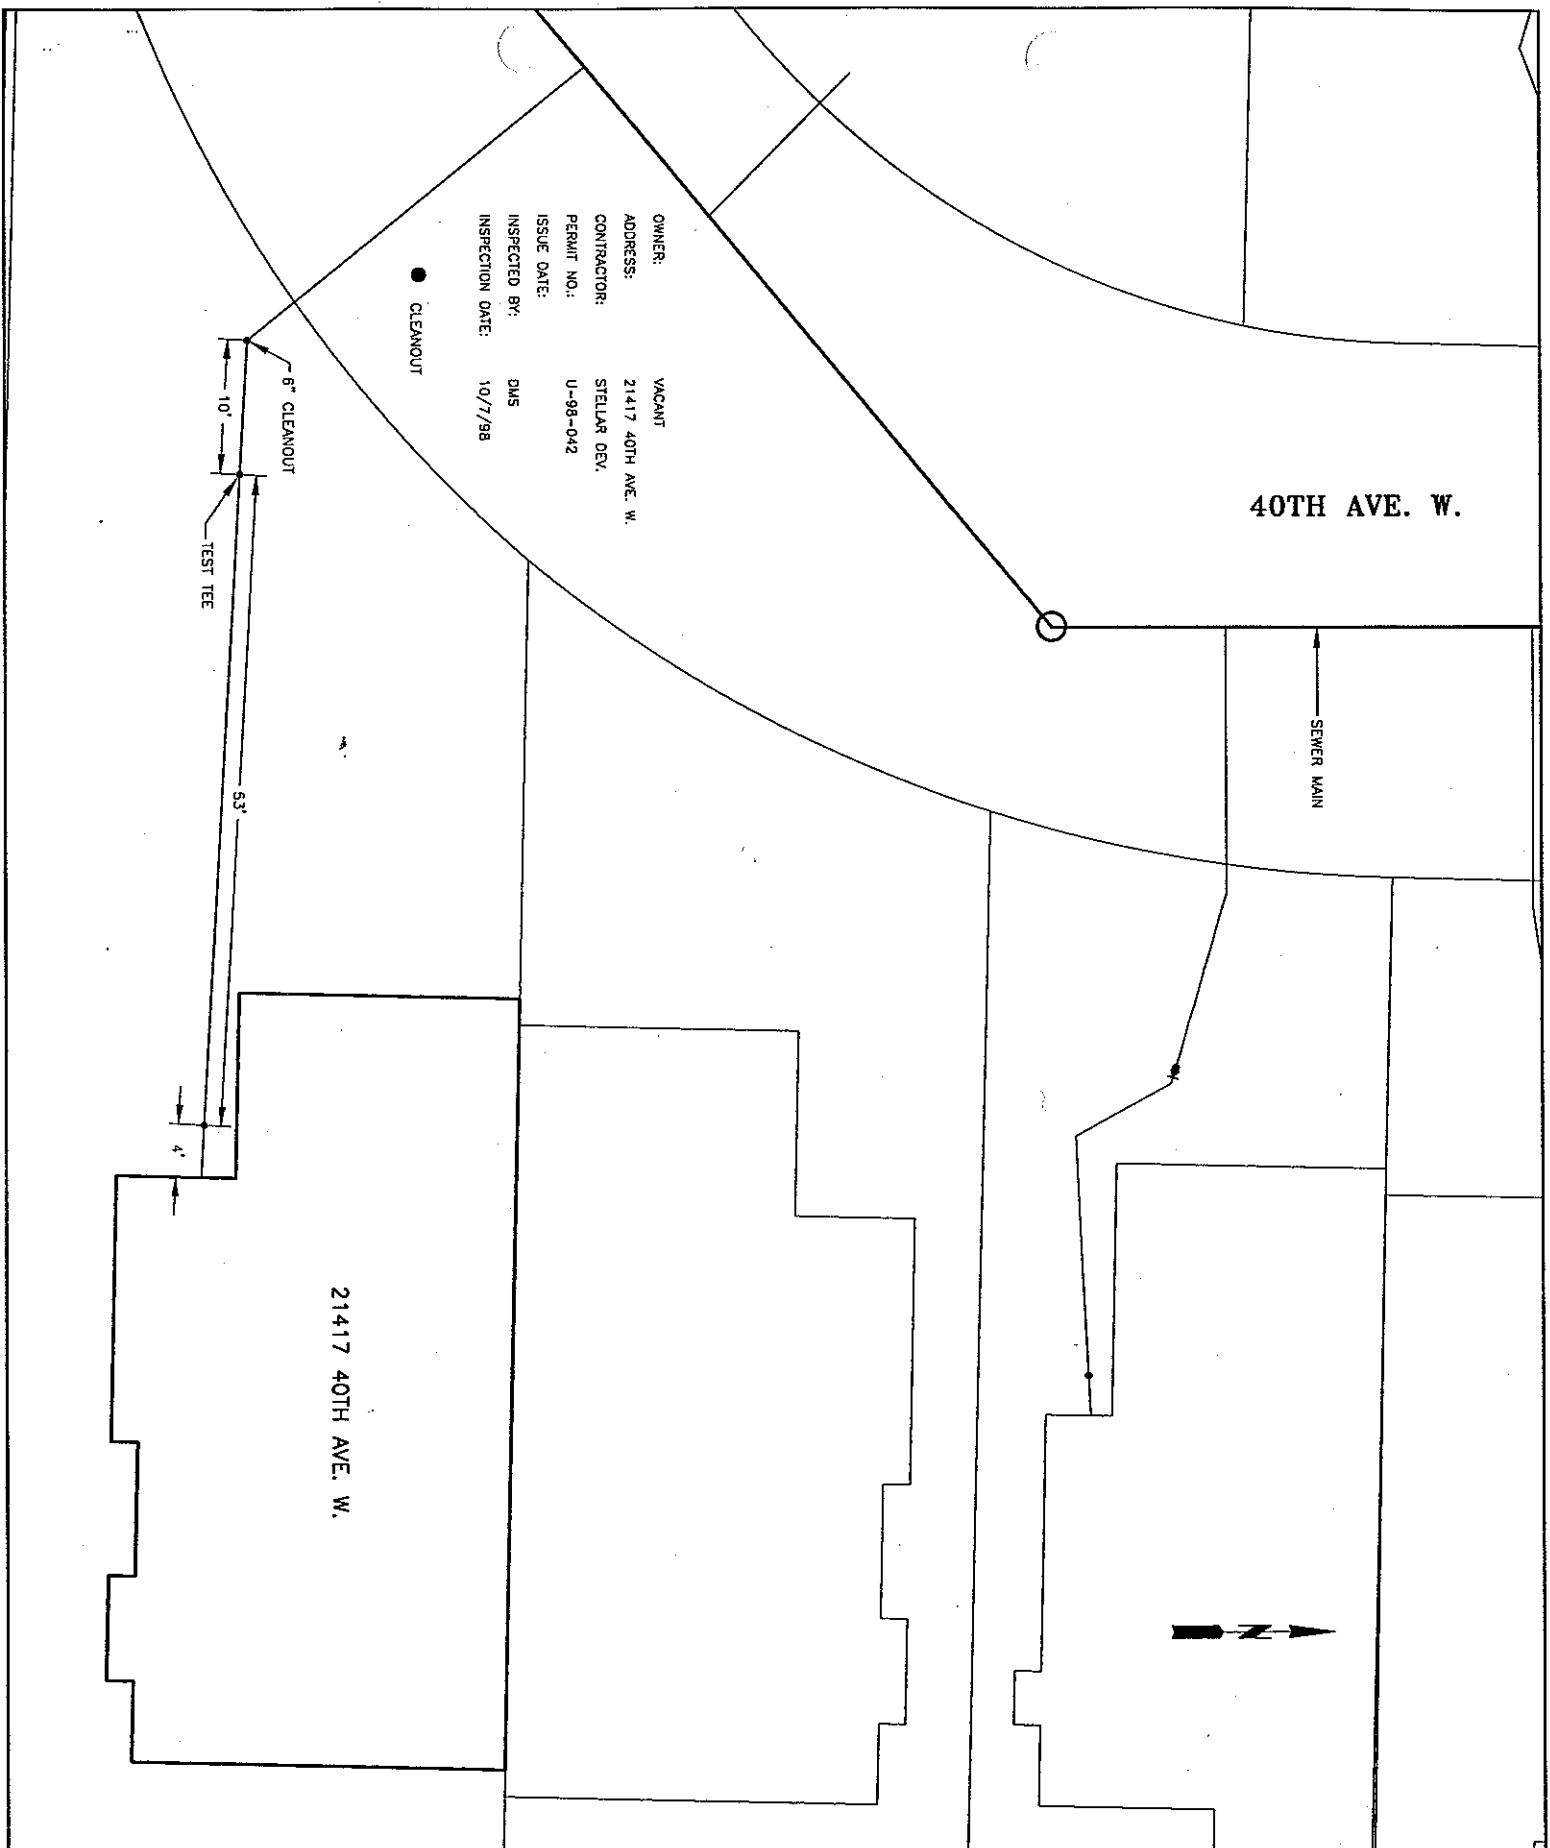 40TH AVE. W.
OWNER: VACANT
ADDRESS: 21417 40TH AVE. W.
CONTRACTOR: STELLAR DEV.
PERMIT NO.: U-98-042
ISSUE DATE:
INSPECTED BY: DMS
INSPECTION DATE: 10/7/98
CLEANOUT
6" CLEANOUT
10'
TEST TEE
53'
4'
SEWER MAIN
21417 40TH AVE. W.
N